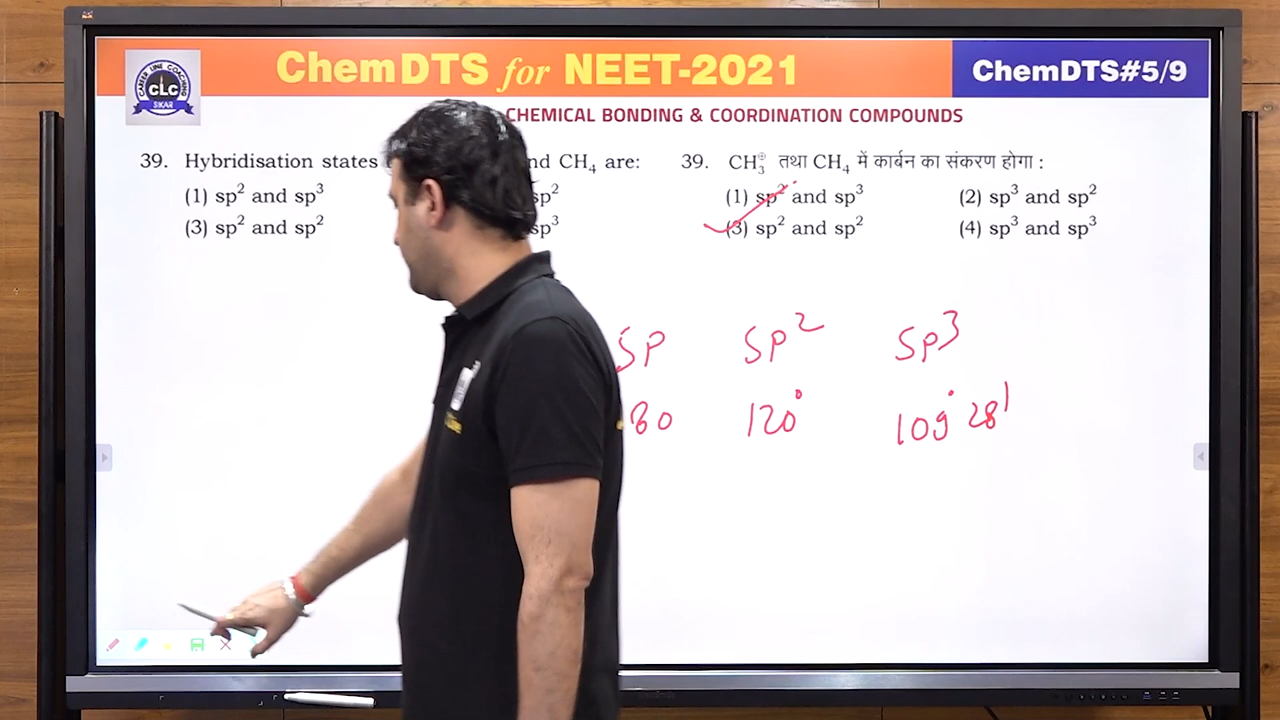 ChemDTS for NEET-2021
ChemDTS#5/9
CAREER LINE COACHING
CLC
SIKAR
CHEMICAL BONDING & COORDINATION COMPOUNDS
39. Hybridisation states nd CH₄ are:
(1) sp² and sp³
sp²
(3) sp² and sp²
sp³
39. CH₃⊕ तथा CH₄ में कार्बन का संकरण होगा :
(1) sp² and sp³ (2) sp³ and sp²
(3) sp² and sp² (4) sp³ and sp³
SP SP² SP³
80 120° 109°28'